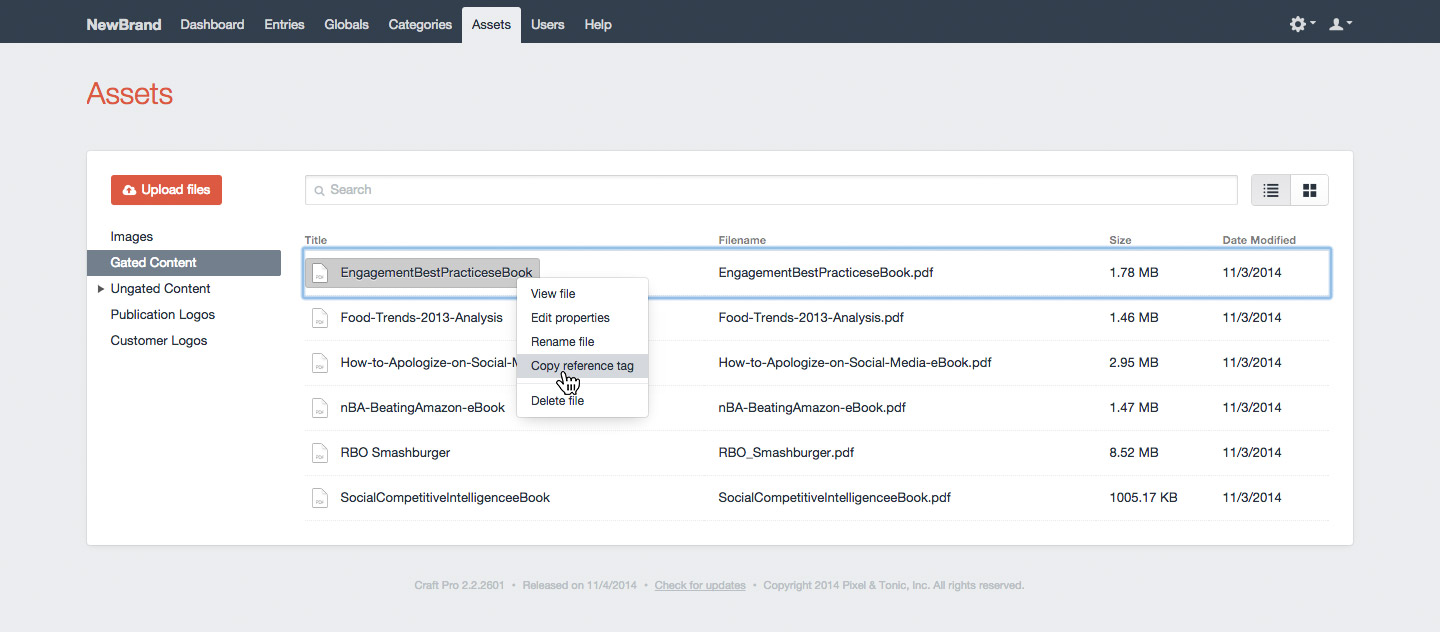 NewBrand Dashboard Entries Globals Categories Assets Users Help
Assets
Upload files
Search
Images
Gated Content
Ungated Content
Publication Logos
Customer Logos
Title Filename Size Date Modified
EngagementBestPracticeseBook EngagementBestPracticeseBook.pdf 1.78 MB 11/3/2014
Food-Trends-2013-Analysis Food-Trends-2013-Analysis.pdf 1.46 MB 11/3/2014
How-to-Apologize-on-Social-M How-to-Apologize-on-Social-Media-eBook.pdf 2.95 MB 11/3/2014
nBA-BeatingAmazon-eBook nBA-BeatingAmazon-eBook.pdf 1.47 MB 11/3/2014
RBO Smashburger RBO_Smashburger.pdf 8.52 MB 11/3/2014
SocialCompetitiveIntelligenceeBook SocialCompetitiveIntelligenceeBook.pdf 1005.17 KB 11/3/2014
View file
Edit properties
Rename file
Copy reference tag
Delete file
PDF
PDF
PDF
PDF
PDF
PDF
Craft Pro 2.2.2601 • Released on 11/4/2014 • Check for updates • Copyright 2014 Pixel & Tonic, Inc. All rights reserved.